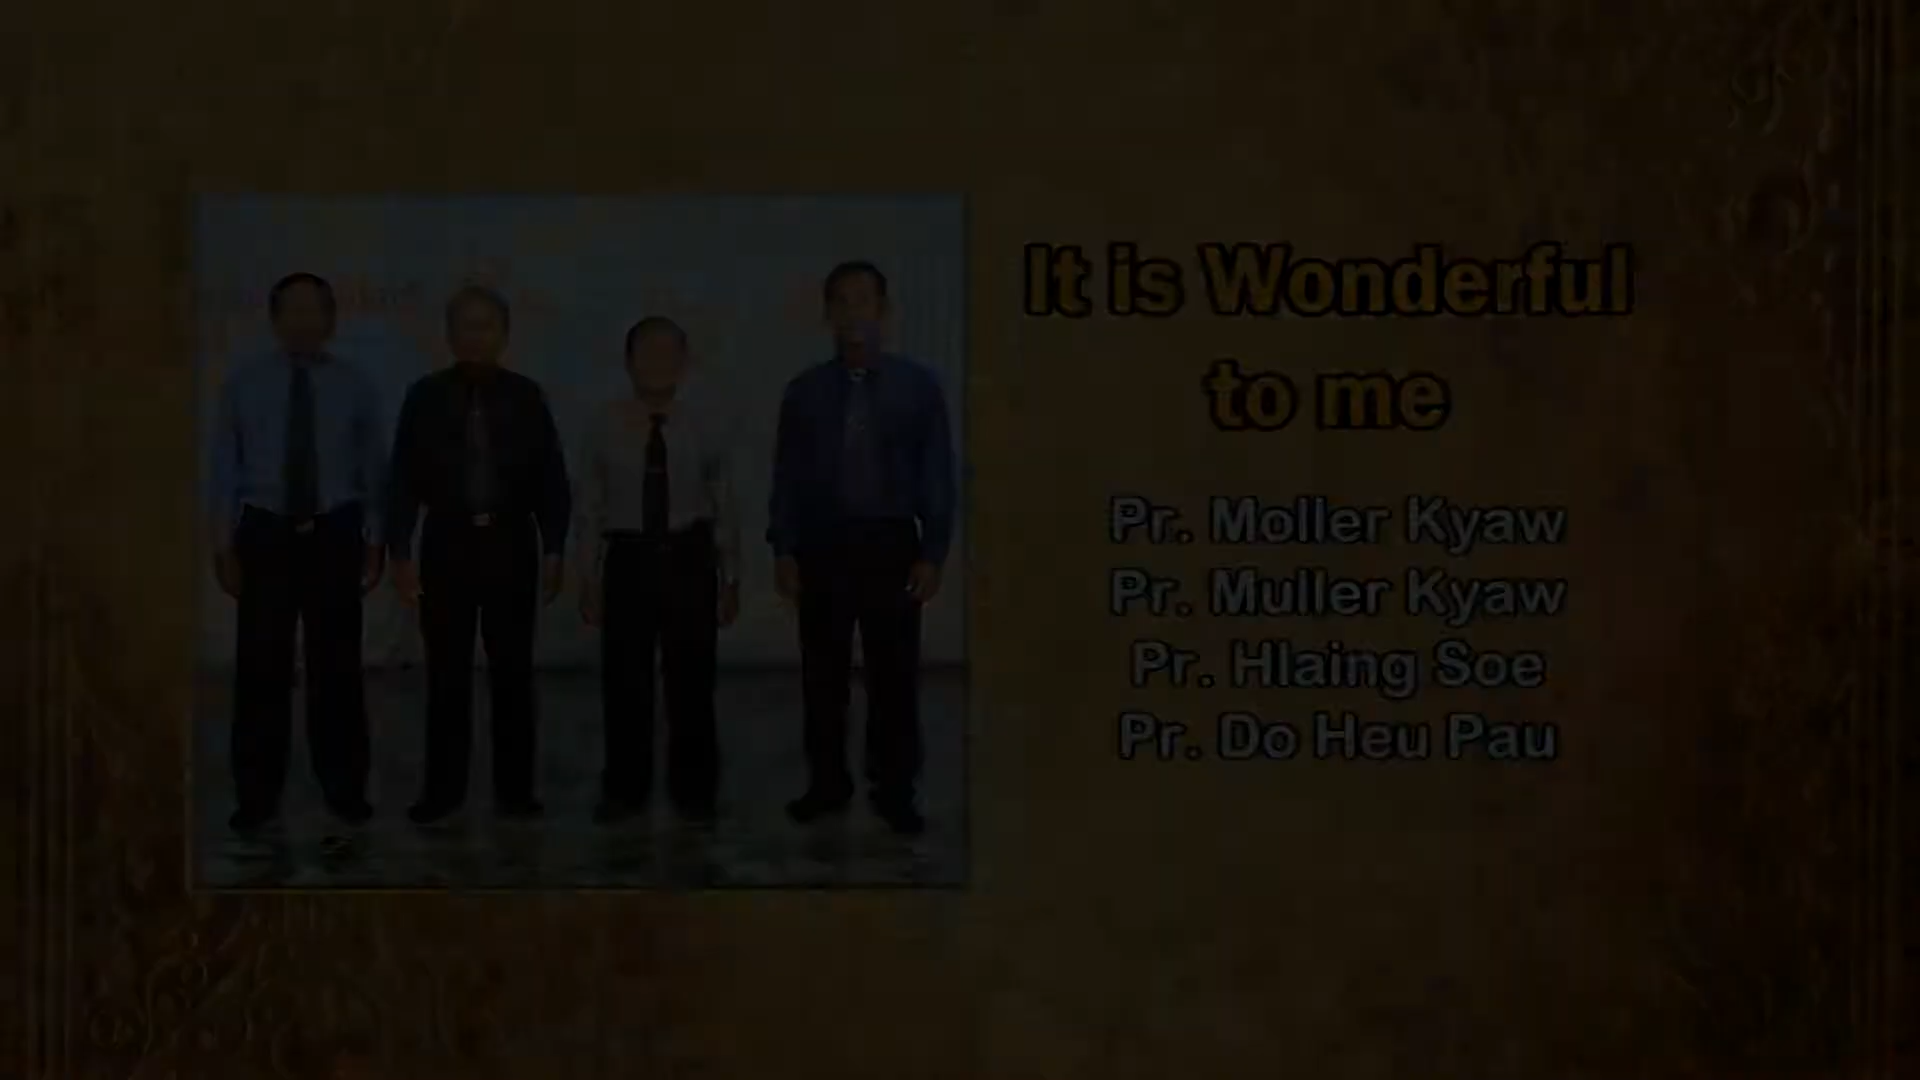 It is Wonderful
to me
Pr. Moller Kyaw
Pr. Muller Kyaw
Pr. Hlaing Soe
Pr. Do Heu Pau